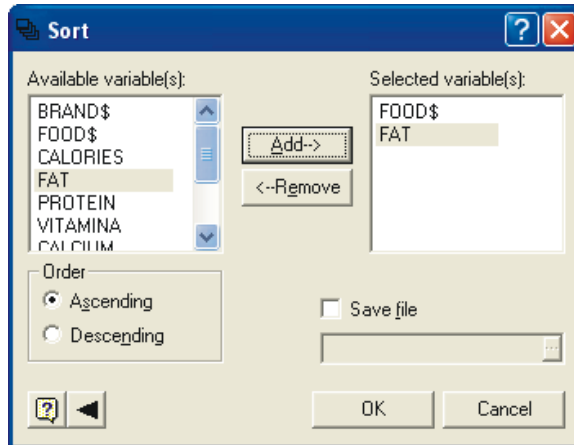 Sort
Available variable(s):
Selected variable(s):
BRAND$
FOOD$
CALORIES
FAT
PROTEIN
VITAMINA
CALCIUM
Add-->
<--Remove
FOOD$
FAT
Order
Ascending
Descending
Save file
...
OK
Cancel